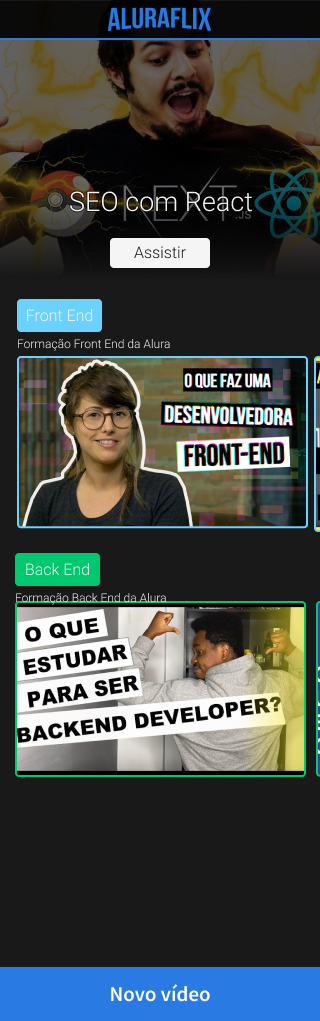 ALURAFLIX
NEXT
.JS
SEO com React
Assistir
Front End
Formação Front End da Alura
O QUE FAZ UMA
DESENVOLVEDORA
FRONT-END
Back End
Formação Back End da Alura
O QUE
ESTUDAR
PARA SER
BACKEND DEVELOPER?
Novo vídeo